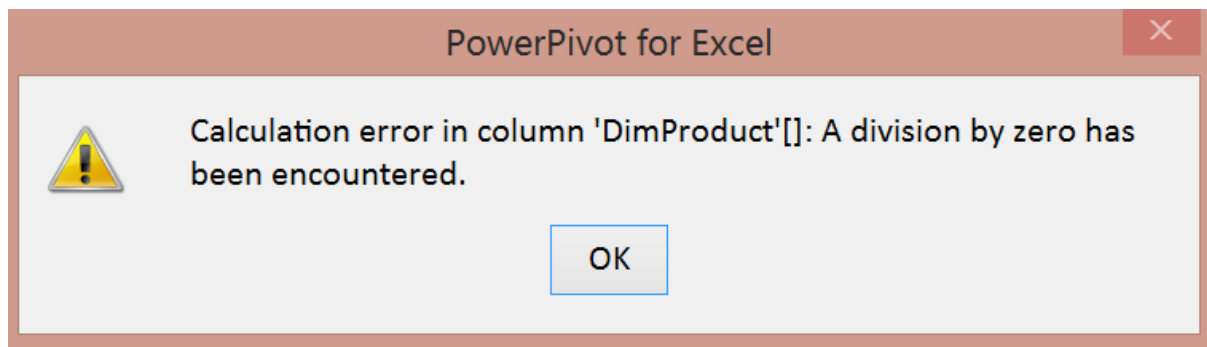 PowerPivot for Excel
Calculation error in column 'DimProduct'[]: A division by zero has
been encountered.
OK